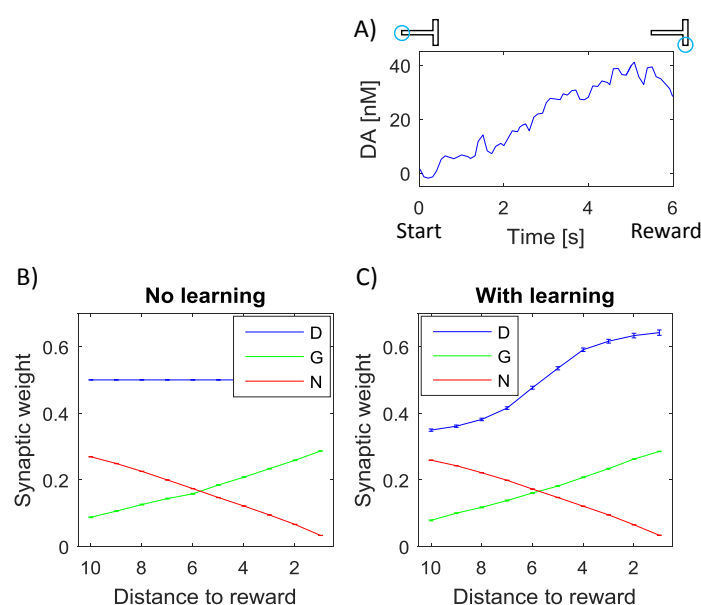 A)
DA [nM]
40
20
0
0 2 4 6
Start Time [s] Reward
B)
No learning
Synaptic weight
0.6
0.4
0.2
0
D
G
N
10 8 6 4 2
Distance to reward
C)
With learning
Synaptic weight
0.6
0.4
0.2
0
D
G
N
10 8 6 4 2
Distance to reward